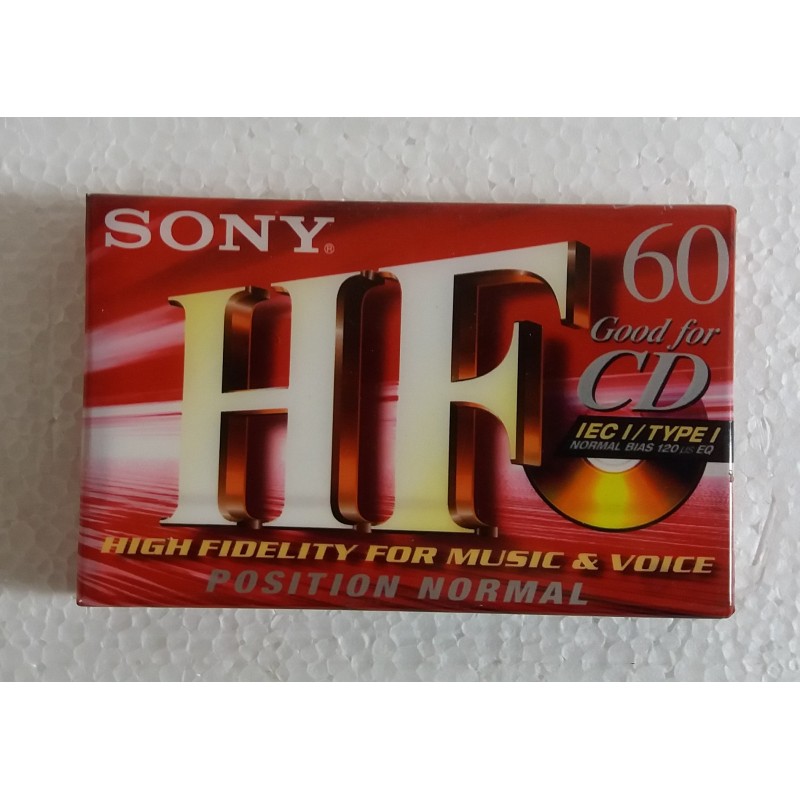 SONY®
HF
60
Good for
CD
IEC I / TYPE I
NORMAL BIAS 120 µs EQ
HIGH FIDELITY FOR MUSIC & VOICE
POSITION NORMAL